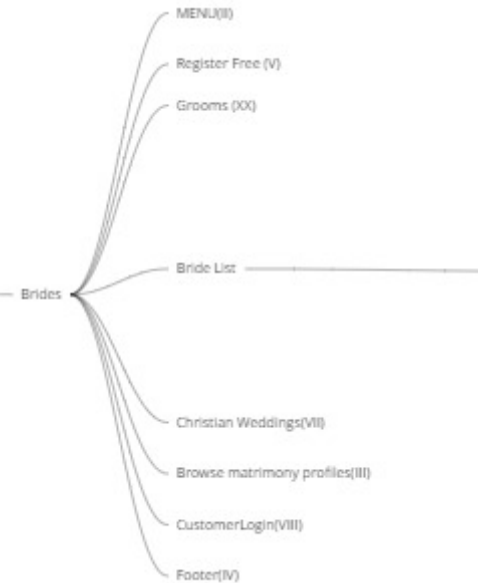 MENU(II)
Register Free (V)
Grooms (XX)
Bride List
Brides
Christian Weddings(VII)
Browse matrimony profiles(III)
CustomerLogin(VIII)
Footer(IV)